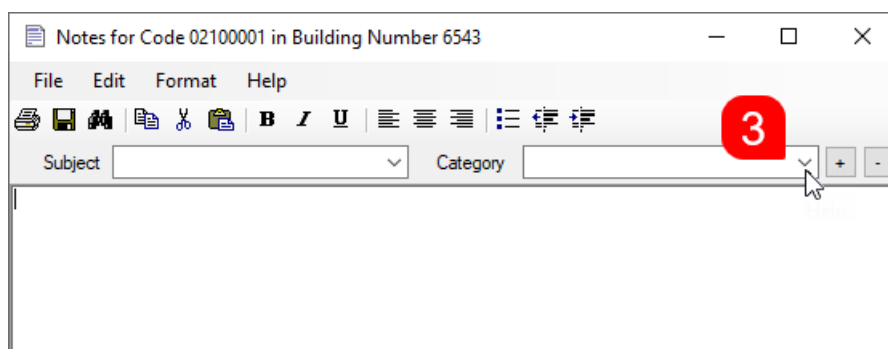 Notes for Code 02100001 in Building Number 6543
File Edit Format Help
B I U
3
Subject Category + -